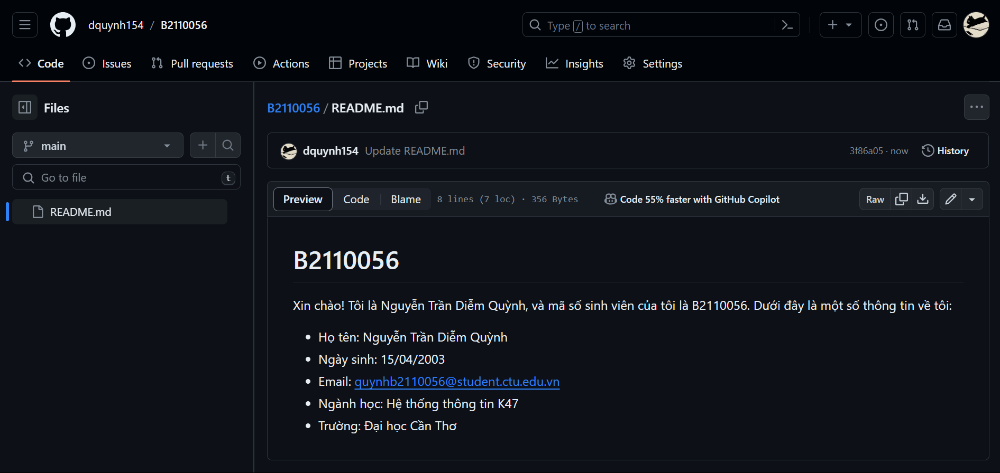 dquynh154 / B2110056
Type / to search
Code Issues Pull requests Actions Projects Wiki Security Insights Settings
Files
main
Go to file t
README.md
B2110056 / README.md
dquynh154 Update README.md 3f86a05 · now History
Preview Code Blame 8 lines (7 loc) · 356 Bytes Code 55% faster with GitHub Copilot Raw
B2110056
Xin chào! Tôi là Nguyễn Trần Diễm Quỳnh, và mã số sinh viên của tôi là B2110056. Dưới đây là một số thông tin về tôi:
• Họ tên: Nguyễn Trần Diễm Quỳnh
• Ngày sinh: 15/04/2003
• Email: quynhb2110056@student.ctu.edu.vn
• Ngành học: Hệ thống thông tin K47
• Trường: Đại học Cần Thơ